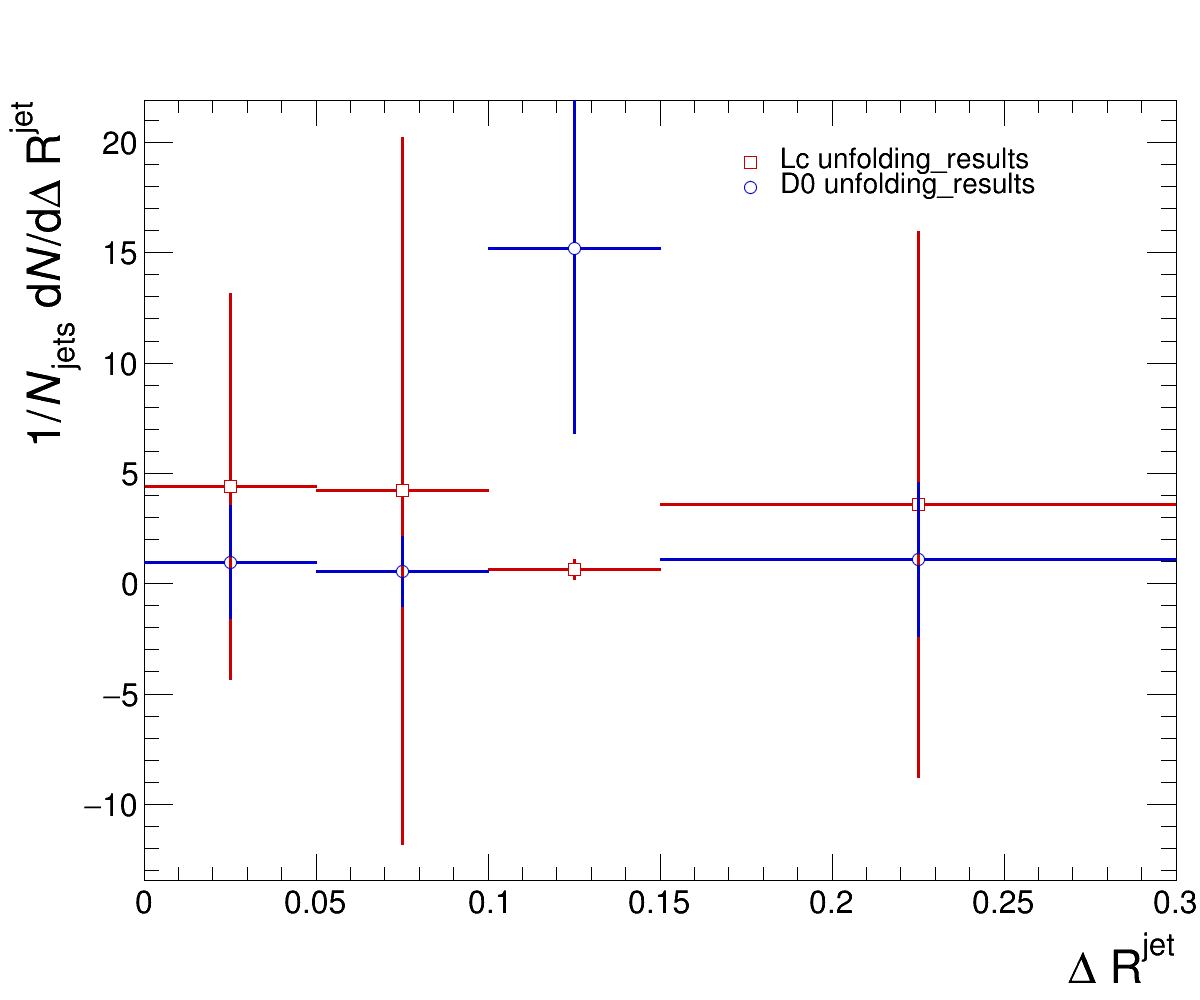 1/N_jets dN/dΔ R^jet
20
15
10
5
0
−5
−10
Lc unfolding_results
D0 unfolding_results
0 0.05 0.1 0.15 0.2 0.25 0.3
Δ R^jet